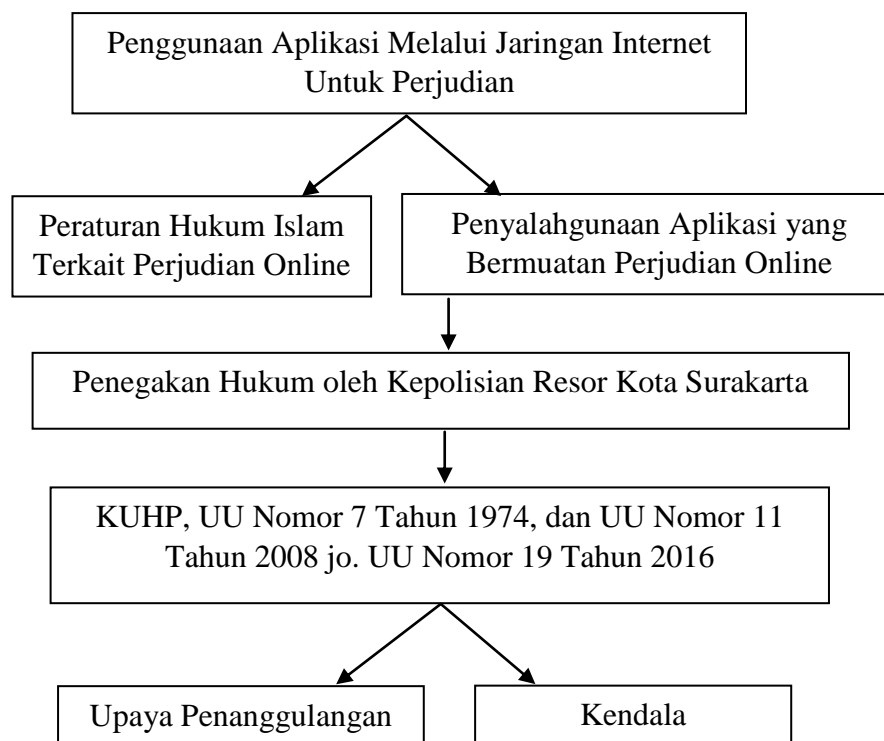 Penggunaan Aplikasi Melalui Jaringan Internet
Untuk Perjudian
Peraturan Hukum Islam
Terkait Perjudian Online
Penyalahgunaan Aplikasi yang
Bermuatan Perjudian Online
Penegakan Hukum oleh Kepolisian Resor Kota Surakarta
KUHP, UU Nomor 7 Tahun 1974, dan UU Nomor 11
Tahun 2008 jo. UU Nomor 19 Tahun 2016
Upaya Penanggulangan
Kendala